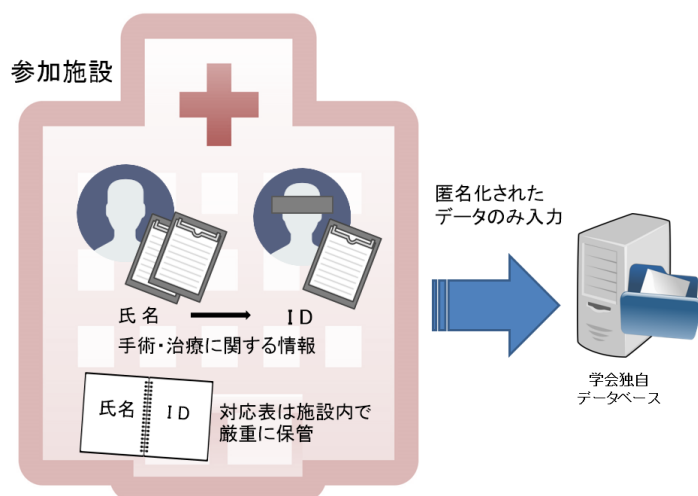 参加施設
氏名 → ID
手術・治療に関する情報
氏名 ID
対応表は施設内で
厳重に保管
匿名化された
データのみ入力
学会独自
データベース